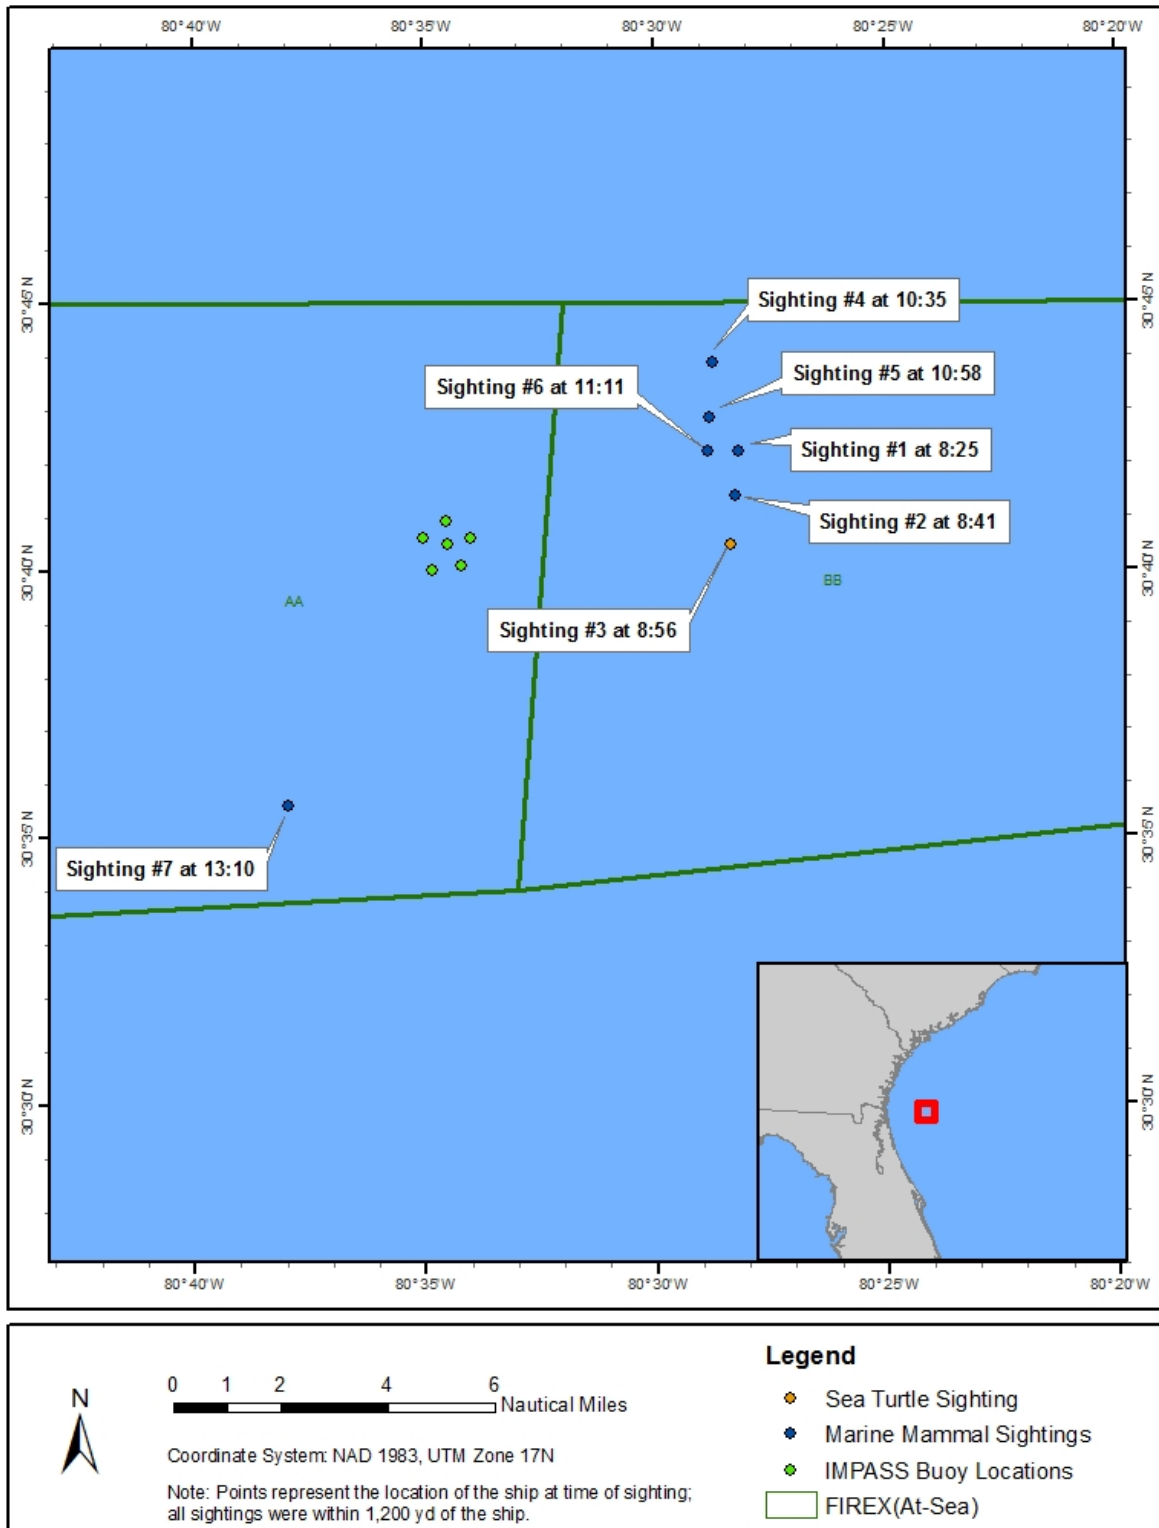 80°40'W 80°35'W 80°30'W 80°25'W 80°20'W
30°45'N 30°45'N
Sighting #4 at 10:35
Sighting #5 at 10:58
Sighting #6 at 11:11
Sighting #1 at 8:25
Sighting #2 at 8:41
30°40'N 30°40'N
AA BB
Sighting #3 at 8:56
30°35'N 30°35'N
Sighting #7 at 13:10
30°30'N 30°30'N
80°40'W 80°35'W 80°30'W 80°25'W 80°20'W
N
0 1 2 4 6
Nautical Miles
Coordinate System: NAD 1983, UTM Zone 17N
Note: Points represent the location of the ship at time of sighting;
all sightings were within 1,200 yd of the ship.
Legend
Sea Turtle Sighting
Marine Mammal Sightings
IMPASS Buoy Locations
FIREX(At-Sea)